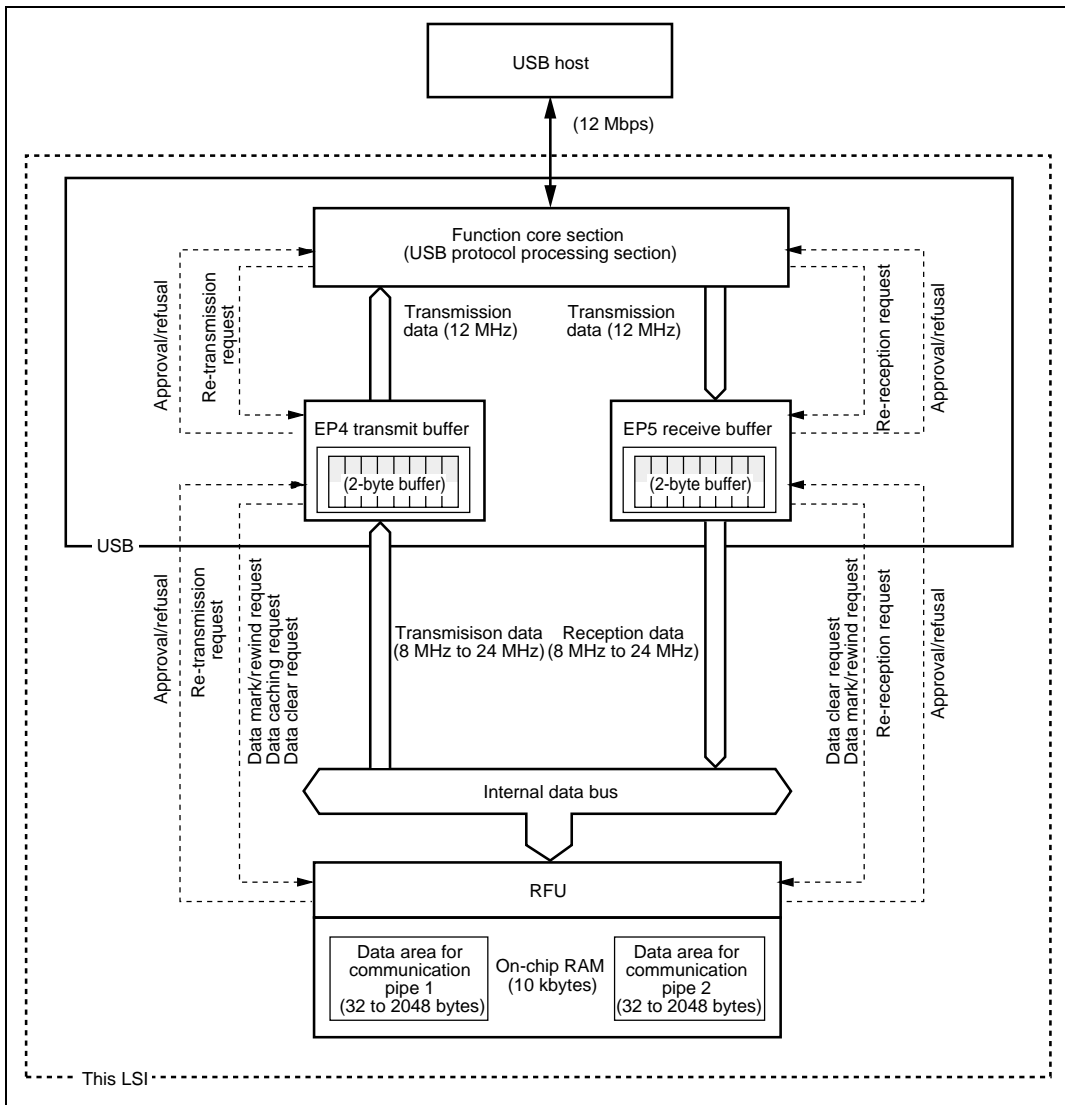 USB host
(12 Mbps)
Function core section
(USB protocol processing section)
Approval/refusal
Re-transmission
request
Transmission
data (12 MHz)
Transmission
data (12 MHz)
Re-reception request
Approval/refusal
EP4 transmit buffer
(2-byte buffer)
EP5 receive buffer
(2-byte buffer)
USB
Approval/refusal
Re-transmission
request
Data mark/rewind request
Data caching request
Data clear request
Transmisison data
(8 MHz to 24 MHz)
Reception data
(8 MHz to 24 MHz)
Data clear request
Data mark/rewind request
Re-reception request
Approval/refusal
Internal data bus
RFU
Data area for
communication
pipe 1
(32 to 2048 bytes)
On-chip RAM
(10 kbytes)
Data area for
communication
pipe 2
(32 to 2048 bytes)
This LSI